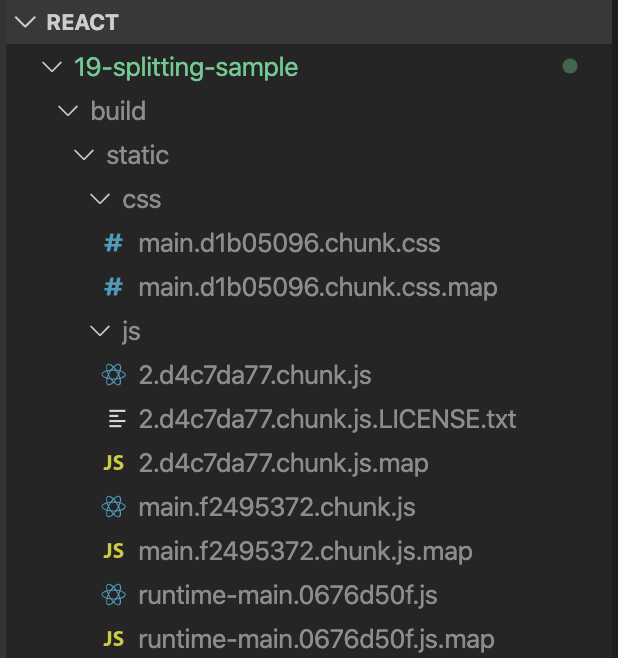 REACT
19-splitting-sample
build
static
css
# main.d1b05096.chunk.css
# main.d1b05096.chunk.css.map
js
2.d4c7da77.chunk.js
2.d4c7da77.chunk.js.LICENSE.txt
JS 2.d4c7da77.chunk.js.map
main.f2495372.chunk.js
JS main.f2495372.chunk.js.map
runtime-main.0676d50f.js
JS runtime-main.0676d50f.js.map